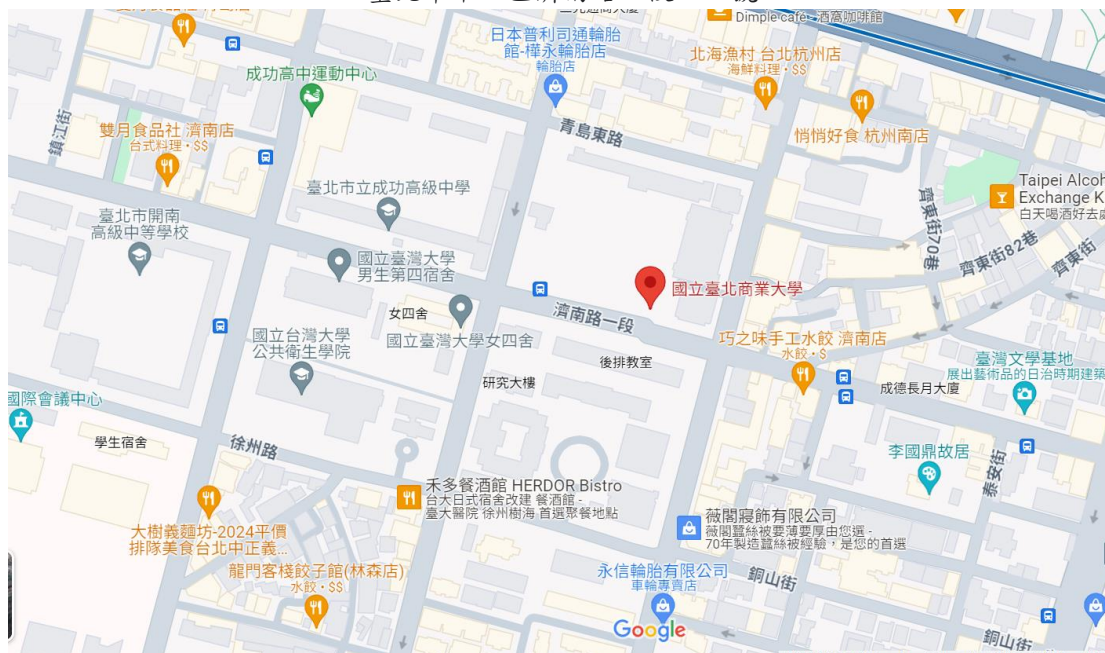 日本普利司通輪胎
館-樺永輪胎店
輪胎店
Dimple cafe - 酒窩咖啡館
北海漁村 台北杭州店
海鮮料理・$$
悄悄好食 杭州南店
成功高中運動中心
鎮江街
雙月食品社 濟南店
台式料理・$$
青島東路
臺北市立成功高級中學
Taipei Alcoh
Exchange K
白天喝酒好去處
齊東街70巷
齊東街82巷
齊東街
臺北市開南
高級中等學校
國立臺灣大學
男生第四宿舍
國立臺北商業大學
女四舍
濟南路一段
國立台灣大學
公共衛生學院
國立臺灣大學女四舍
巧之味手工水餃 濟南店
水餃・$
後排教室
研究大樓
臺灣文學基地
展出藝術品的日治時期建築
成德長月大廈
國際會議中心
學生宿舍
徐州路
李國鼎故居
泰安街
禾多餐酒館 HERDOR Bistro
台大日式宿舍改建 餐酒館 -
臺大醫院 徐州樹海 首選聚餐地點
大樹義麵坊-2024平價
排隊美食台北中正義...
薇閣寢飾有限公司
薇閣蠶絲被要薄要厚由您選 -
70年製造蠶絲被經驗，是您的首選
龍門客棧餃子館(林森店)
水餃・$$
永信輪胎有限公司
車輪專賣店
銅山街
Google
銅山街